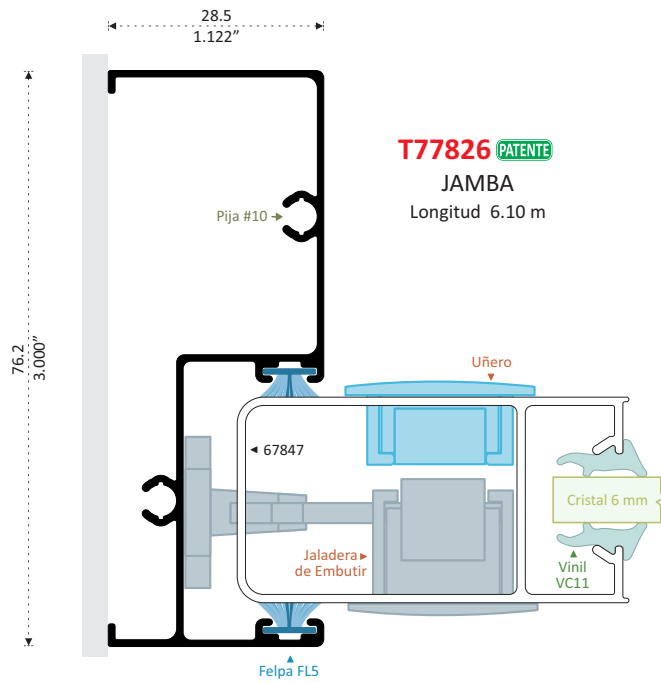 28.5
1.122”
T77826 PATENTE
JAMBA
Longitud 6.10 m
Pija #10
76.2
3.000”
Uñero
67847
Cristal 6 mm
Jaladera
de Embutir
Vinil
VC11
Felpa FL5